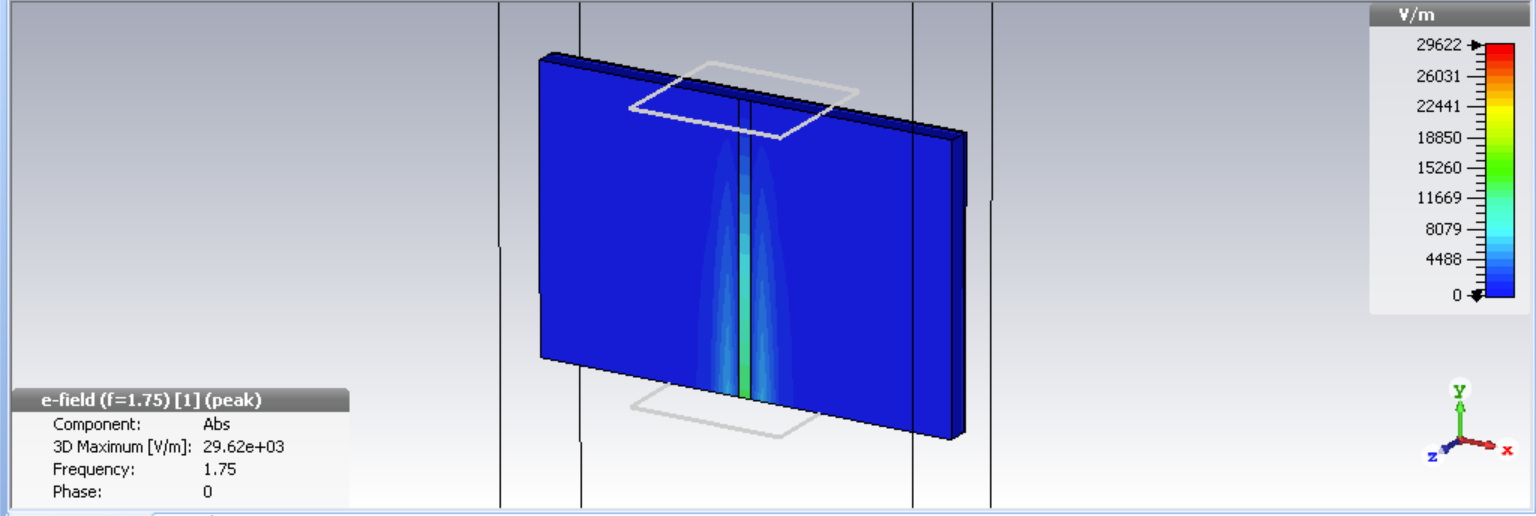 V/m
29622
26031
22441
18850
15260
11669
8079
4488
0
e-field (f=1.75) [1] (peak)
Component: Abs
3D Maximum [V/m]: 29.62e+03
Frequency: 1.75
Phase: 0
y
z
x